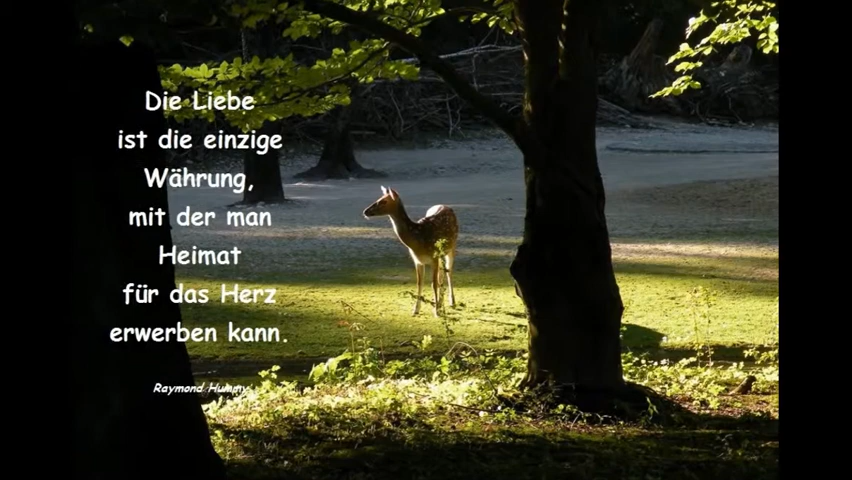 Die Liebe
ist die einzige
Währung,
mit der man
Heimat
für das Herz
erwerben kann.
Raymond Hummy